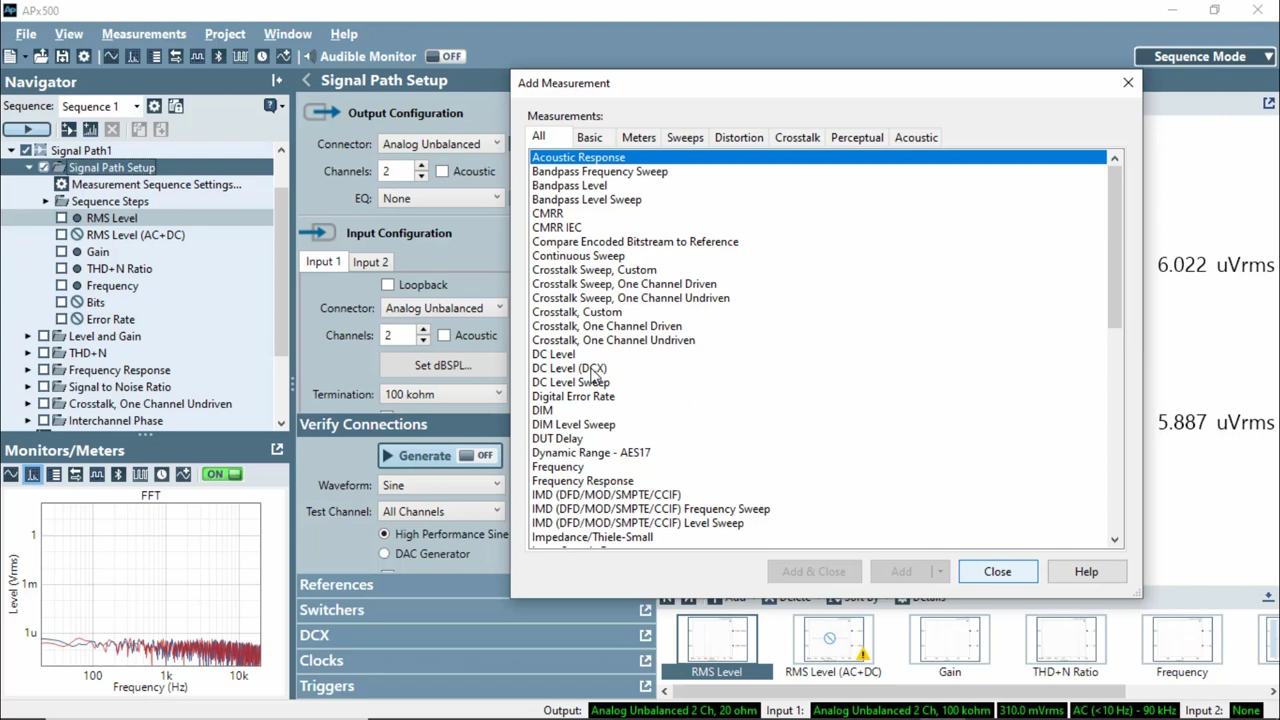 APx500
File View Measurements Project Window Help
Audible Monitor OFF
Sequence Mode
Navigator
Sequence: Sequence 1
Signal Path1
Signal Path Setup
Measurement Sequence Settings...
Sequence Steps
RMS Level
RMS Level (AC+DC)
Gain
THD+N Ratio
Frequency
Bits
Error Rate
Level and Gain
THD+N
Frequency Response
Signal to Noise Ratio
Crosstalk, One Channel Undriven
Interchannel Phase
Monitors/Meters
ON
FFT
Level (Vrms)
1
1m
1u
100 1k 10k
Frequency (Hz)
Signal Path Setup
Output Configuration
Connector: Analog Unbalanced
Channels: 2 Acoustic
EQ: None
Input Configuration
Input 1 Input 2
Loopback
Connector: Analog Unbalanced
Channels: 2 Acoustic
Set dBSPL...
Termination: 100 kohm
Verify Connections
Generate OFF
Waveform: Sine
Test Channel: All Channels
High Performance Sine
DAC Generator
References
Switchers
DCX
Clocks
Triggers
Add Measurement
Measurements:
All Basic Meters Sweeps Distortion Crosstalk Perceptual Acoustic
Acoustic Response
Bandpass Frequency Sweep
Bandpass Level
Bandpass Level Sweep
CMRR
CMRR IEC
Compare Encoded Bitstream to Reference
Continuous Sweep
Crosstalk Sweep, Custom
Crosstalk Sweep, One Channel Driven
Crosstalk Sweep, One Channel Undriven
Crosstalk, Custom
Crosstalk, One Channel Driven
Crosstalk, One Channel Undriven
DC Level
DC Level (DCX)
DC Level Sweep
Digital Error Rate
DIM
DIM Level Sweep
DUT Delay
Dynamic Range - AES17
Frequency
Frequency Response
IMD (DFD/MOD/SMPTE/CCIF)
IMD (DFD/MOD/SMPTE/CCIF) Frequency Sweep
IMD (DFD/MOD/SMPTE/CCIF) Level Sweep
Impedance/Thiele-Small
Add & Close Add Close Help
6.022 uVrms
5.887 uVrms
Add Delete Sort By Details
RMS Level RMS Level (AC+DC) Gain THD+N Ratio Frequency
Output: Analog Unbalanced 2 Ch, 20 ohm Input 1: Analog Unbalanced 2 Ch, 100 kohm 310.0 mVrms AC (<10 Hz) - 90 kHz Input 2: None